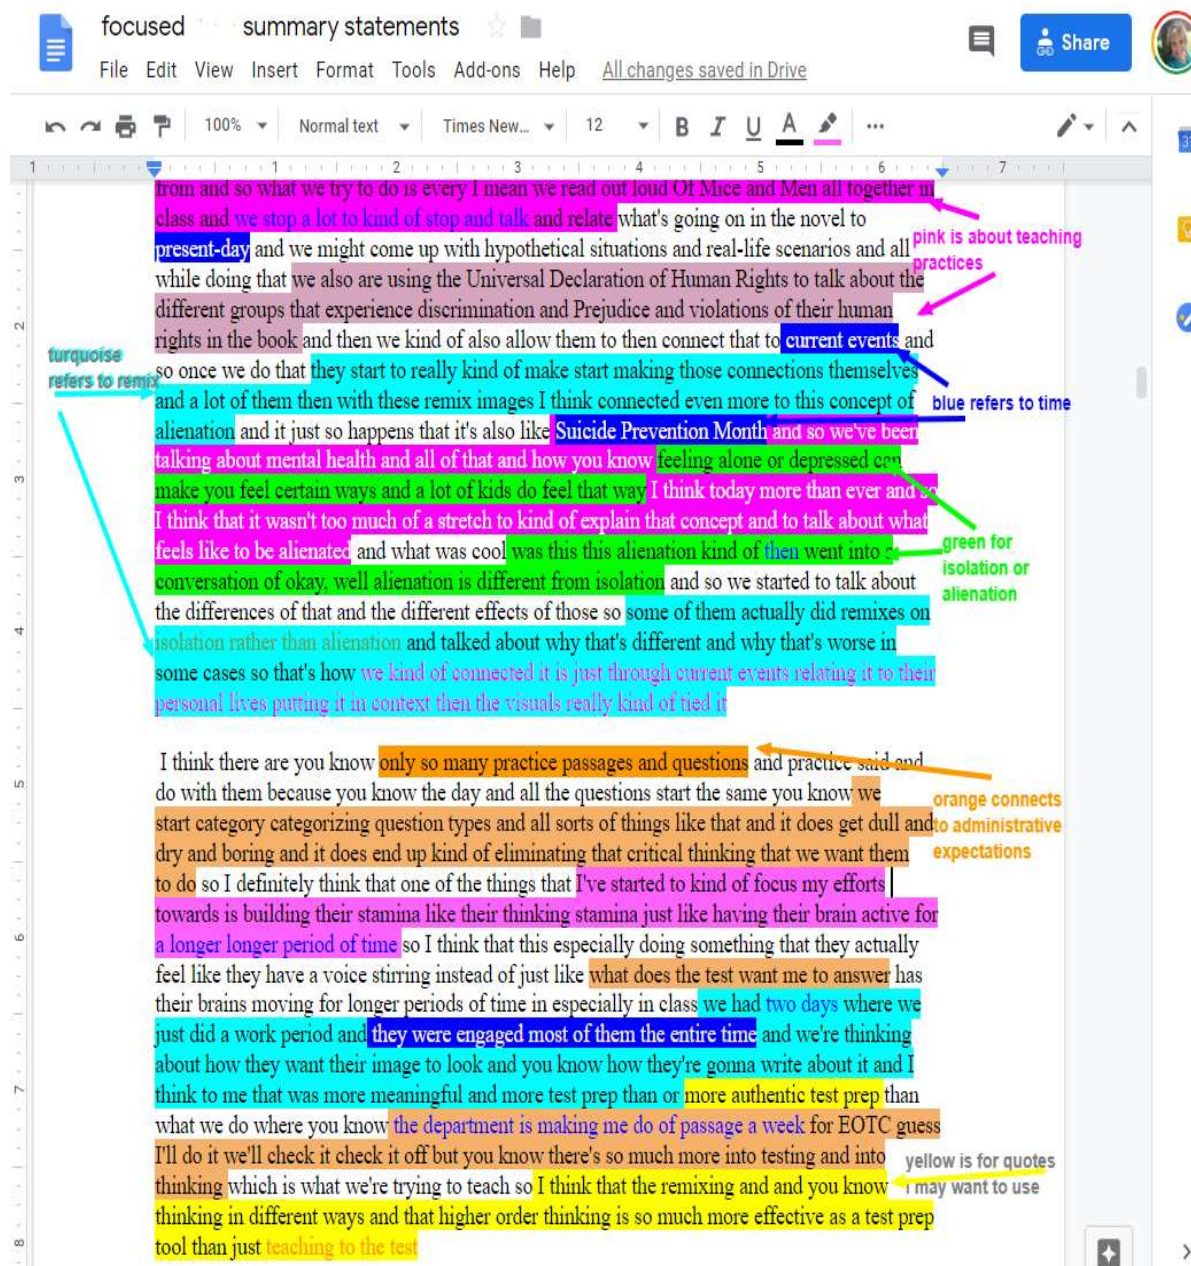 focused summary statements
File Edit View Insert Format Tools Add-ons Help All changes saved in Drive
Share
100% Normal text Times New... 12 B I U A ...
1 1 2 3 4 5 6 7
from and so what we try to do is every I mean we read out loud Of Mice and Men all together in
class and we stop a lot to kind of stop and talk and relate what's going on in the novel to
present-day and we might come up with hypothetical situations and real-life scenarios and all
while doing that we also are using the Universal Declaration of Human Rights to talk about the
different groups that experience discrimination and Prejudice and violations of their human
rights in the book and then we kind of also allow them to then connect that to current events and
so once we do that they start to really kind of make start making those connections themselves
and a lot of them then with these remix images I think connected even more to this concept of
alienation and it just so happens that it's also like Suicide Prevention Month and so we've been
talking about mental health and all of that and how you know feeling alone or depressed can
make you feel certain ways and a lot of kids do feel that way I think today more than ever and so
I think that it wasn't too much of a stretch to kind of explain that concept and to talk about what
feels like to be alienated and what was cool was this this alienation kind of then went into a
conversation of okay, well alienation is different from isolation and so we started to talk about
the differences of that and the different effects of those so some of them actually did remixes on
isolation rather than alienation and talked about why that's different and why that's worse in
some cases so that's how we kind of connected it is just through current events relating it to their
personal lives putting it in context then the visuals really kind of tied it
I think there are you know only so many practice passages and questions and practice said and
do with them because you know the day and all the questions start the same you know we
start category categorizing question types and all sorts of things like that and it does get dull and
dry and boring and it does end up kind of eliminating that critical thinking that we want them
to do so I definitely think that one of the things that I've started to kind of focus my efforts
towards is building their stamina like their thinking stamina just like having their brain active for
a longer longer period of time so I think that this especially doing something that they actually
feel like they have a voice stirring instead of just like what does the test want me to answer has
their brains moving for longer periods of time in especially in class we had two days where we
just did a work period and they were engaged most of them the entire time and we're thinking
about how they want their image to look and you know how they're gonna write about it and I
think to me that was more meaningful and more test prep than or more authentic test prep than
what we do where you know the department is making me do of passage a week for EOTC guess
I'll do it we'll check it check it off but you know there's so much more into testing and into
thinking which is what we're trying to teach so I think that the remixing and and you know
thinking in different ways and that higher order thinking is so much more effective as a test prep
tool than just teaching to the test
turquoise
refers to remix
pink is about teaching
practices
blue refers to time
green for
isolation or
alienation
orange connects
to administrative
expectations
yellow is for quotes
I may want to use
2
3
4
5
6
7
8